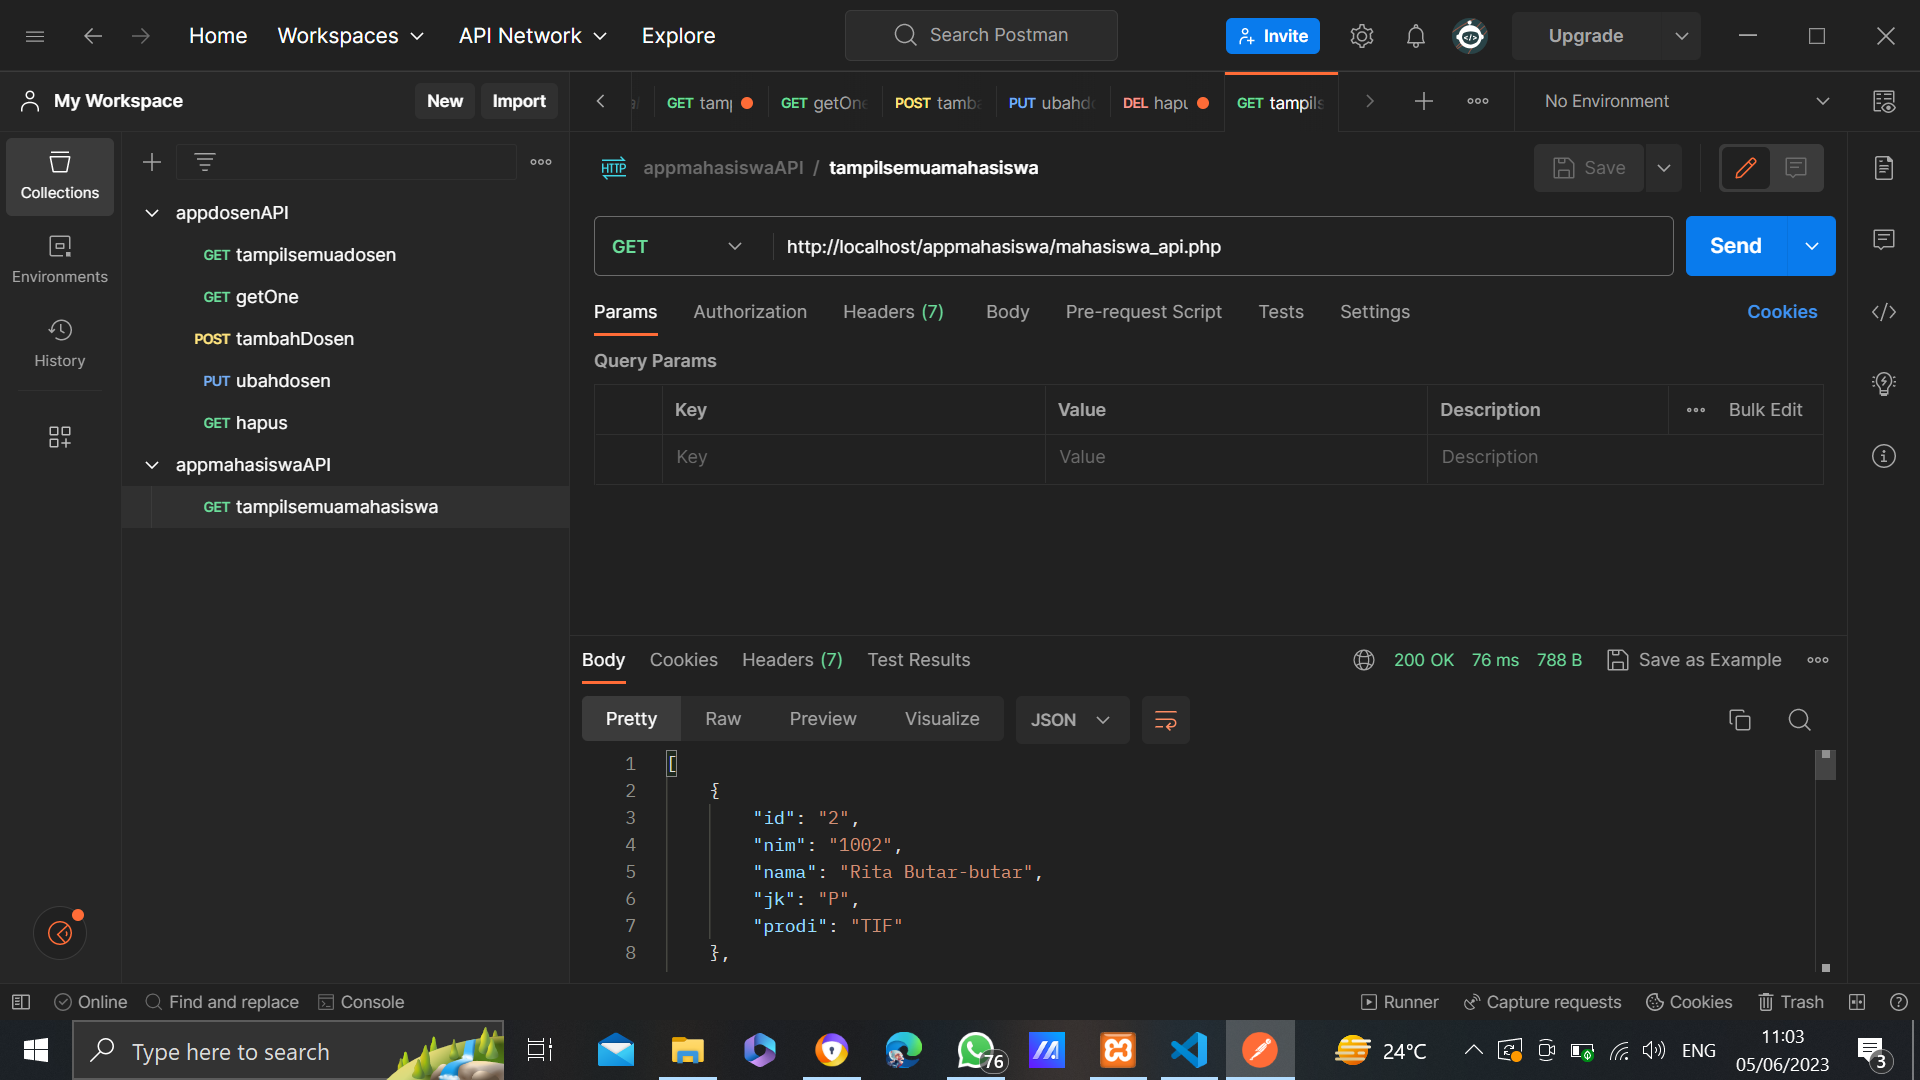 Home Workspaces API Network Explore Search Postman Invite Upgrade
My Workspace New Import
GET tamp GET getOne POST tamba PUT ubahdo DEL hapu GET tampils No Environment
Collections
Environments
History
appdosenAPI
GET tampilsemuadosen
GET getOne
POST tambahDosen
PUT ubahdosen
GET hapus
appmahasiswaAPI
GET tampilsemuamahasiswa
HTTP appmahasiswaAPI / tampilsemuamahasiswa Save
GET http://localhost/appmahasiswa/mahasiswa_api.php Send
Params Authorization Headers (7) Body Pre-request Script Tests Settings Cookies
Query Params
Key Value Description Bulk Edit
Key Value Description
Body Cookies Headers (7) Test Results 200 OK 76 ms 788 B Save as Example
Pretty Raw Preview Visualize JSON
1 [
2 {
3 "id": "2",
4 "nim": "1002",
5 "nama": "Rita Butar-butar",
6 "jk": "P",
7 "prodi": "TIF"
8 },
Online Find and replace Console Runner Capture requests Cookies Trash
Type here to search 76 24°C ENG 11:03
05/06/2023 3